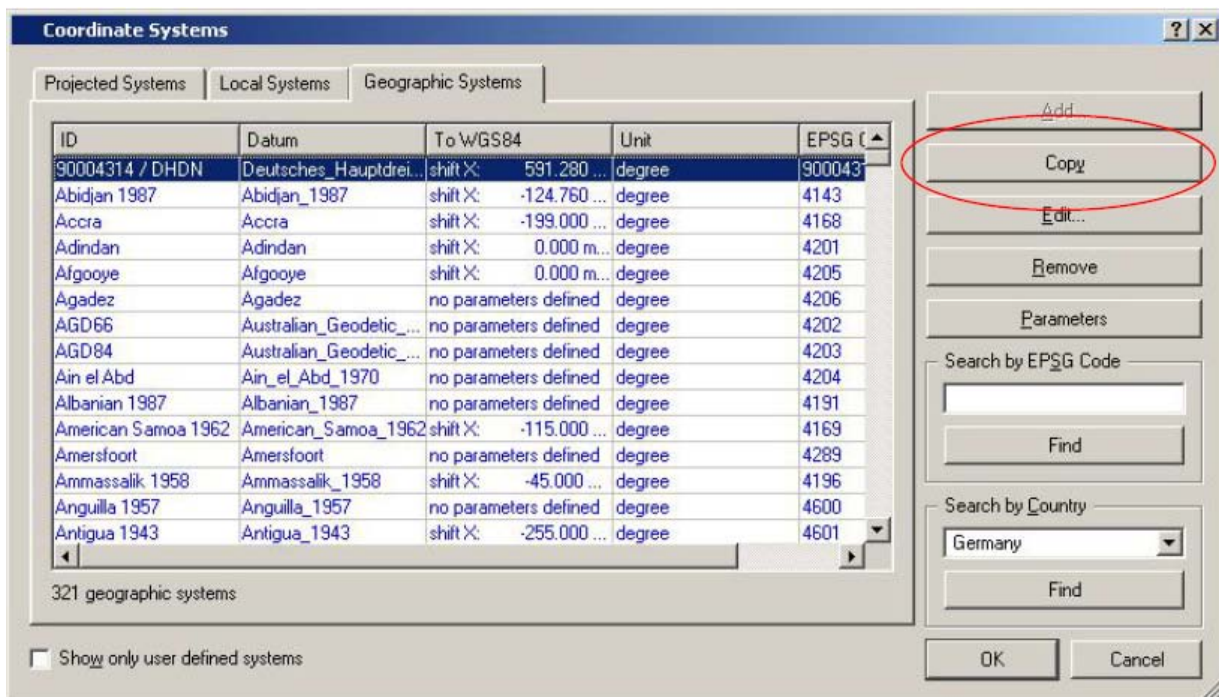 Coordinate Systems
Projected Systems Local Systems Geographic Systems
ID Datum To WGS84 Unit EPSG (
90004314 / DHDN Deutsches_Hauptdrei... shift X: 591.280 ... degree 900043
Abidjan 1987 Abidjan_1987 shift X: -124.760 ... degree 4143
Accra Accra shift X: -199.000 ... degree 4168
Adindan Adindan shift X: 0.000 m... degree 4201
Afgooye Afgooye shift X: 0.000 m... degree 4205
Agadez Agadez no parameters defined degree 4206
AGD66 Australian_Geodetic_... no parameters defined degree 4202
AGD84 Australian_Geodetic_... no parameters defined degree 4203
Ain el Abd Ain_el_Abd_1970 no parameters defined degree 4204
Albanian 1987 Albanian_1987 no parameters defined degree 4191
American Samoa 1962 American_Samoa_1962 shift X: -115.000 ... degree 4169
Amersfoort Amersfoort no parameters defined degree 4289
Ammassalik 1958 Ammassalik_1958 shift X: -45.000 ... degree 4196
Anguilla 1957 Anguilla_1957 no parameters defined degree 4600
Antigua 1943 Antigua_1943 shift X: -255.000 ... degree 4601
321 geographic systems
Show only user defined systems
Add...
Copy
Edit...
Remove
Parameters
Search by EPSG Code
Find
Search by Country
Germany
Find
OK Cancel